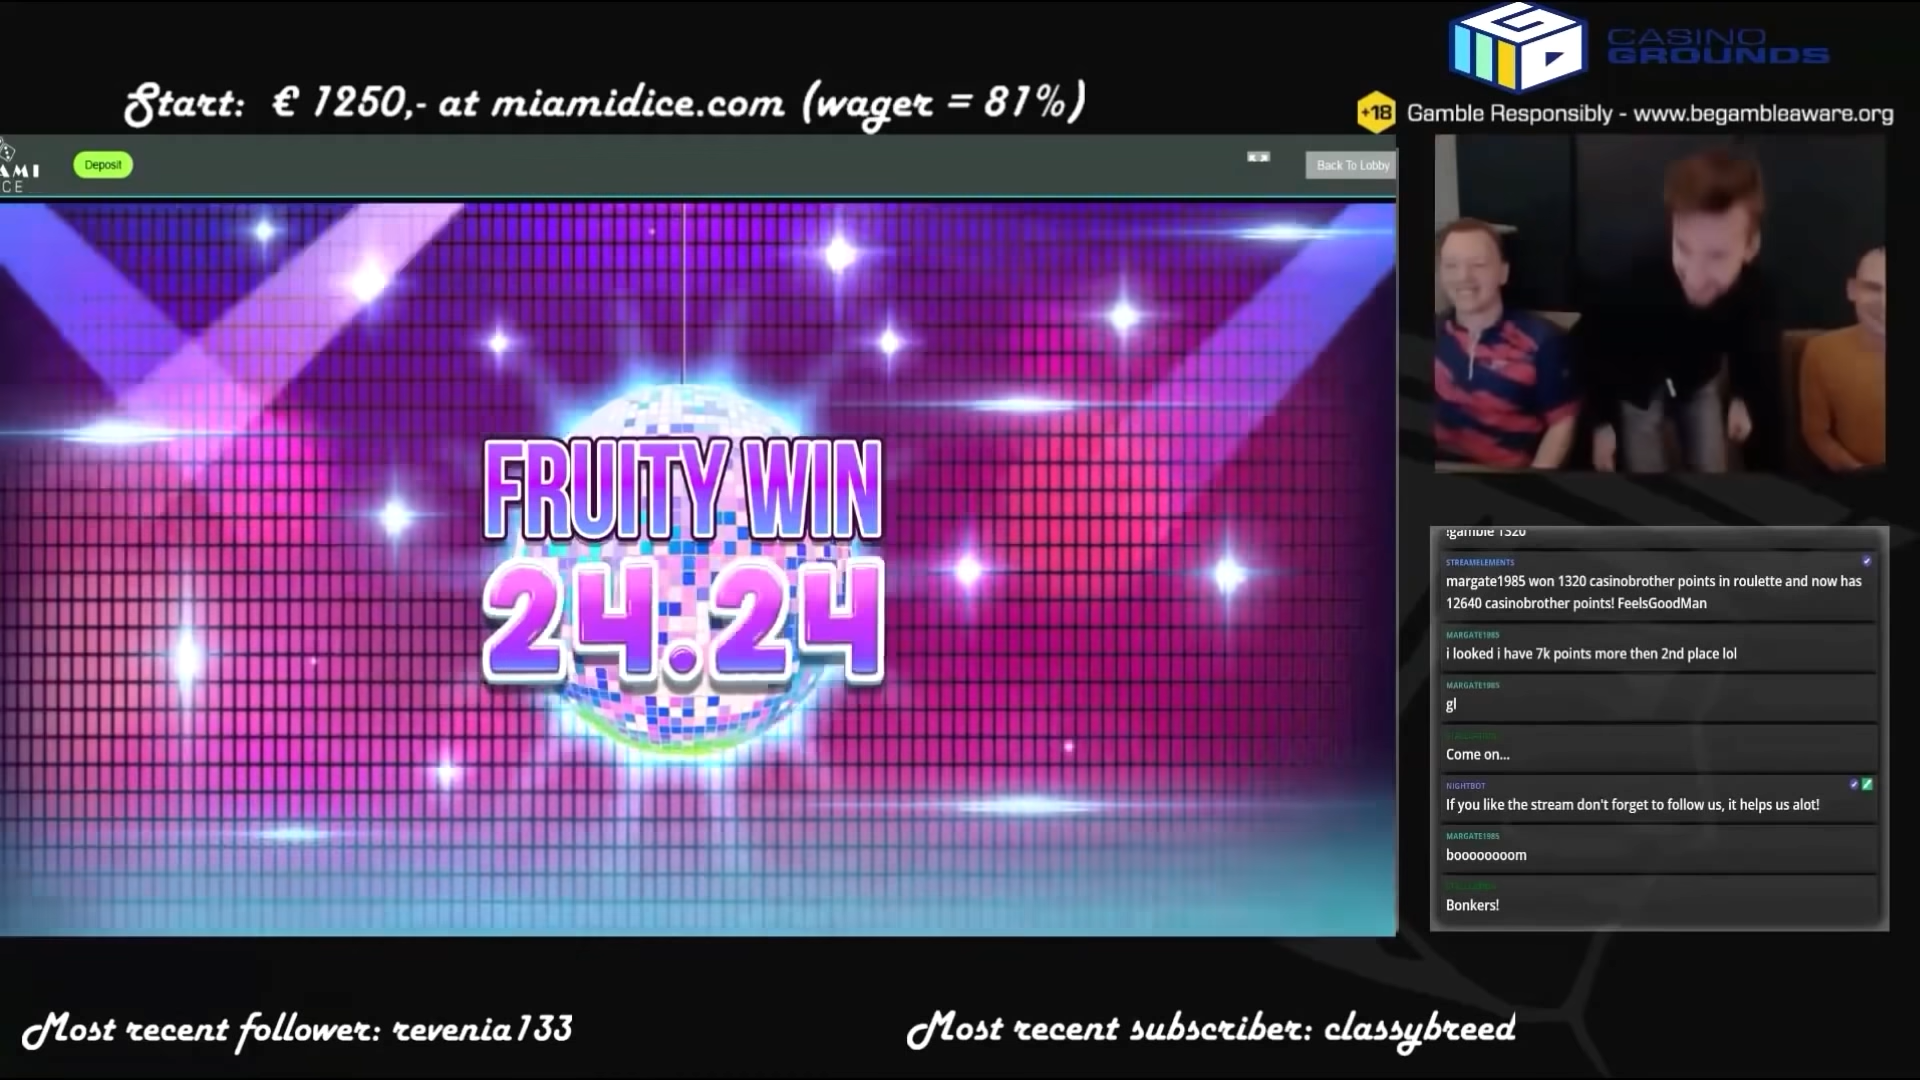 CASINO
GROUNDS
Start: € 1250,- at miamidice.com (wager = 81%)
+18 Gamble Responsibly - www.begambleaware.org
Deposit
Back To Lobby
FRUITY WIN
24.24
!gamble 1320
STREAMELEMENTS
margate1985 won 1320 casinobrother points in roulette and now has
12640 casinobrother points! FeelsGoodMan
MARGATE1985
i looked i have 7k points more then 2nd place lol
MARGATE1985
gl
Come on...
NIGHTBOT
If you like the stream don't forget to follow us, it helps us alot!
MARGATE1985
boooooooom
Bonkers!
Most recent follower: revenia133
Most recent subscriber: classybreed